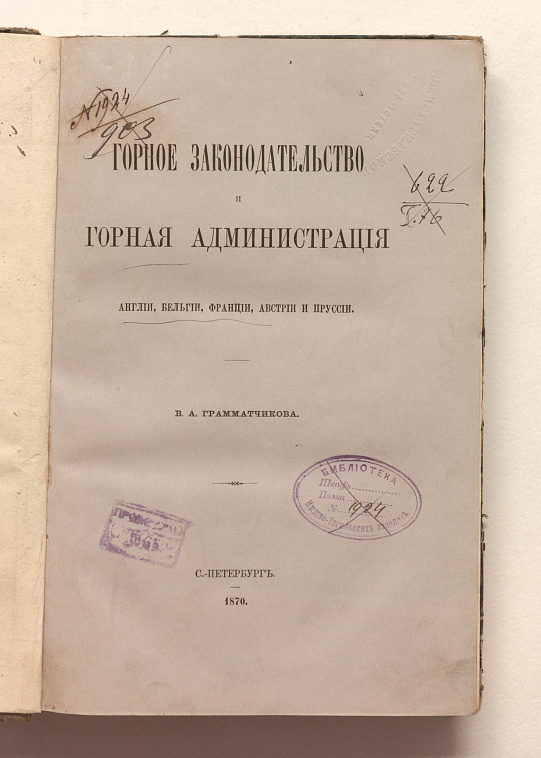 N 1924
903
ГОРНОЕ ЗАКОНОДАТЕЛЬСТВО
622
И
ГОРНАЯ АДМИНИСТРАЦІЯ
АНГЛІИ, БЕЛЬГІИ, ФРАНЦІИ, АВСТРІИ И ПРУССІИ.
В. А. ГРАММАТЧИКОВА.
БИБЛІОТЕКА
Шкафъ
Полка
№ 1924
С.-ПЕТЕРБУРГЪ.
1870.